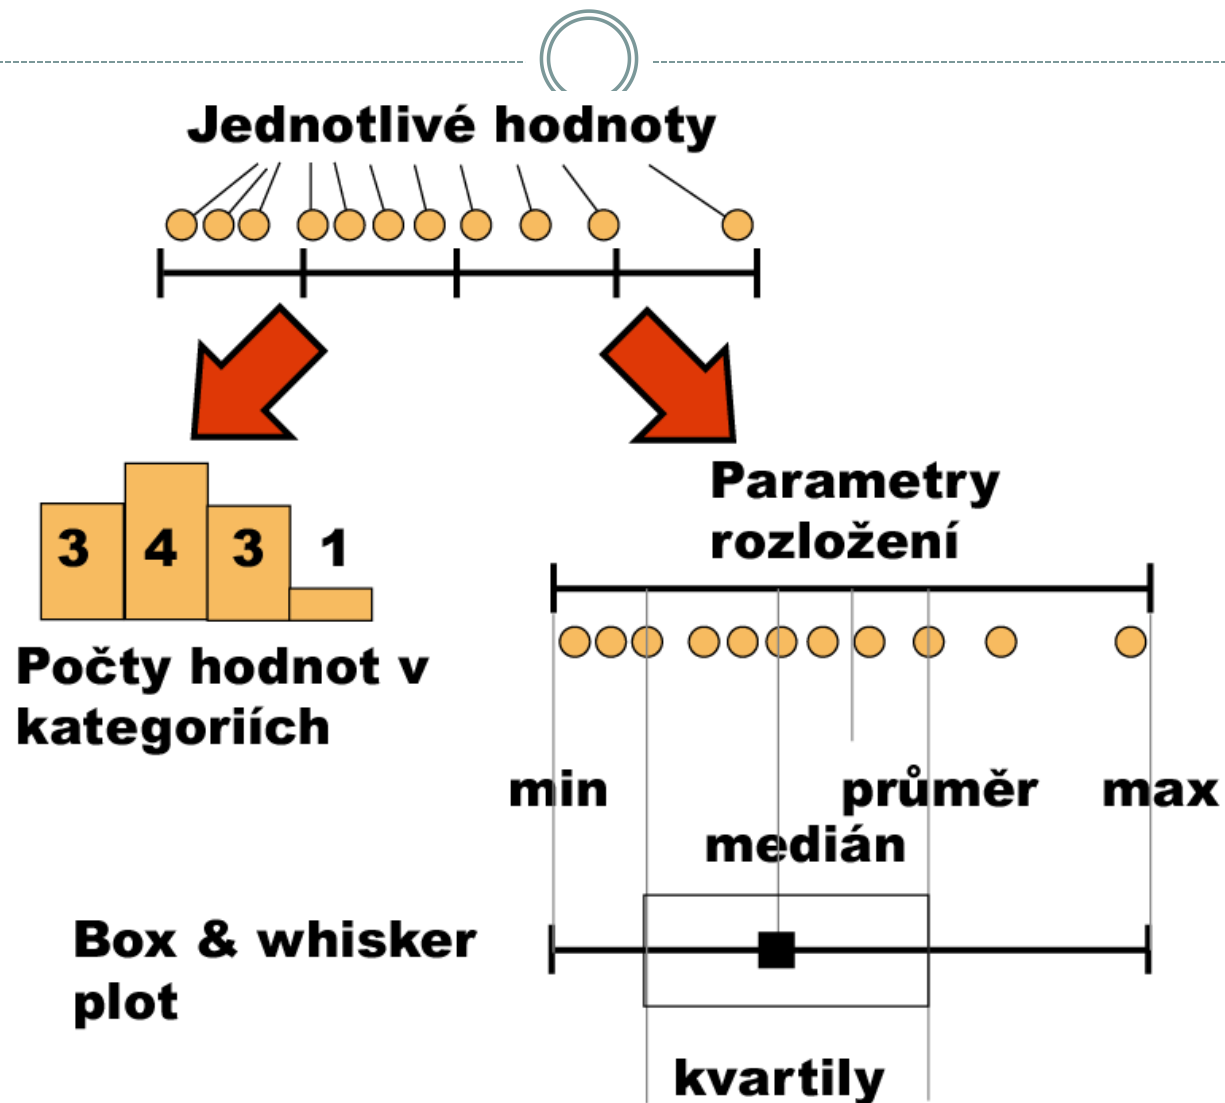 Jednotlivé hodnoty
3 4 3 1
Počty hodnot v
kategoriích
Parametry
rozložení
min
průměr
max
medián
Box & whisker
plot
kvartily